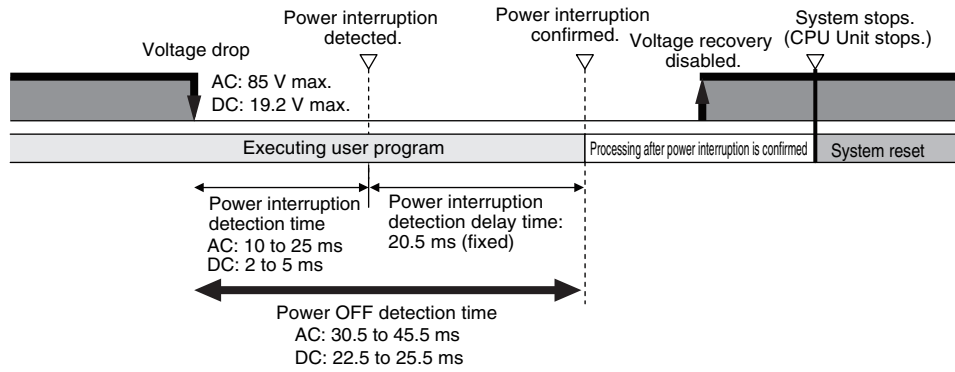 Power interruption
detected.
Power interruption
confirmed.
System stops.
(CPU Unit stops.)
Voltage drop
Voltage recovery
disabled.
AC: 85 V max.
DC: 19.2 V max.
Executing user program
Processing after power interruption is confirmed
System reset
Power interruption
detection time
AC: 10 to 25 ms
DC: 2 to 5 ms
Power interruption
detection delay time:
20.5 ms (fixed)
Power OFF detection time
AC: 30.5 to 45.5 ms
DC: 22.5 to 25.5 ms